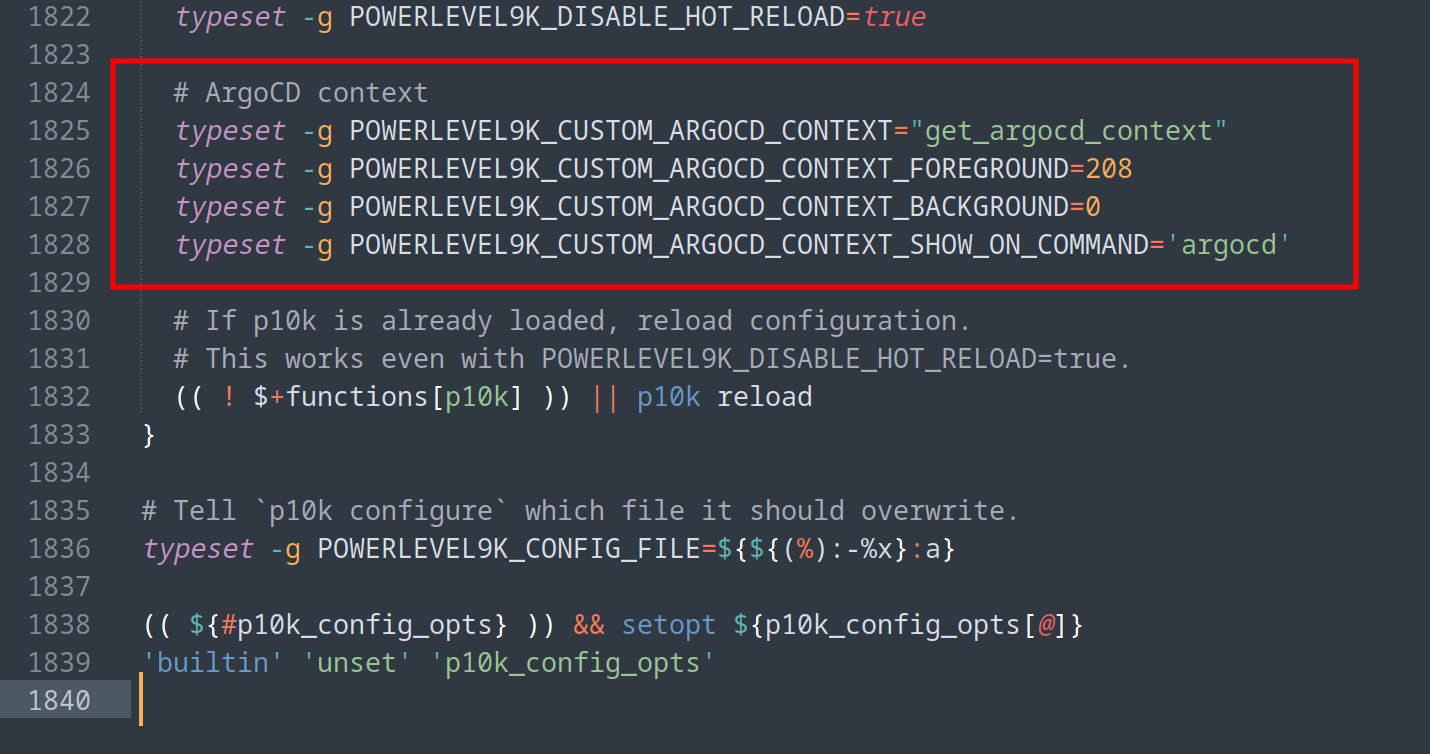 1822 typeset -g POWERLEVEL9K_DISABLE_HOT_RELOAD=true
1823
1824 # ArgoCD context
1825 typeset -g POWERLEVEL9K_CUSTOM_ARGOCD_CONTEXT="get_argocd_context"
1826 typeset -g POWERLEVEL9K_CUSTOM_ARGOCD_CONTEXT_FOREGROUND=208
1827 typeset -g POWERLEVEL9K_CUSTOM_ARGOCD_CONTEXT_BACKGROUND=0
1828 typeset -g POWERLEVEL9K_CUSTOM_ARGOCD_CONTEXT_SHOW_ON_COMMAND='argocd'
1829
1830 # If p10k is already loaded, reload configuration.
1831 # This works even with POWERLEVEL9K_DISABLE_HOT_RELOAD=true.
1832 (( ! $+functions[p10k] )) || p10k reload
1833 }
1834
1835 # Tell `p10k configure` which file it should overwrite.
1836 typeset -g POWERLEVEL9K_CONFIG_FILE=${${(%):-%x}:a}
1837
1838 (( ${#p10k_config_opts} )) && setopt ${p10k_config_opts[@]}
1839 'builtin' 'unset' 'p10k_config_opts'
1840